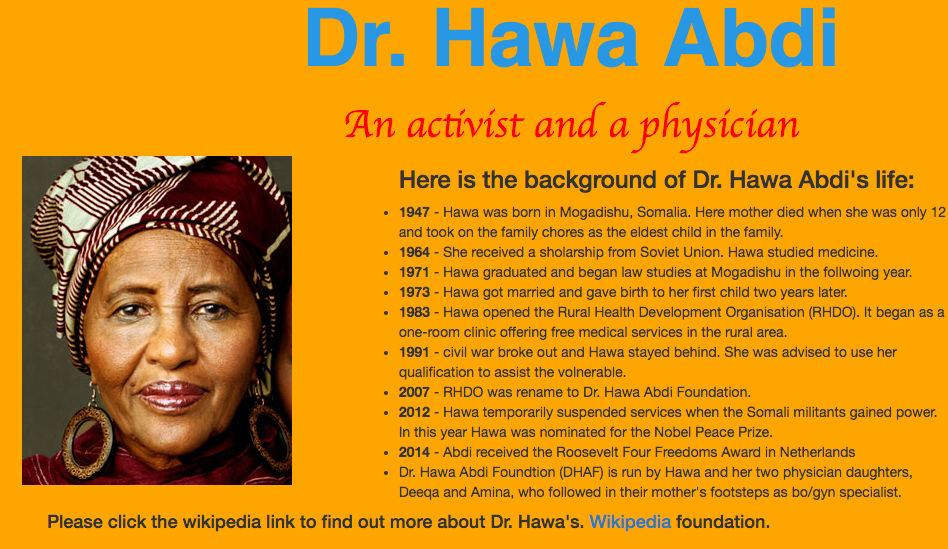 Dr. Hawa Abdi
An activist and a physician
Here is the background of Dr. Hawa Abdi's life:
• 1947 - Hawa was born in Mogadishu, Somalia. Here mother died when she was only 12
and took on the family chores as the eldest child in the family.
• 1964 - She received a sholarship from Soviet Union. Hawa studied medicine.
• 1971 - Hawa graduated and began law studies at Mogadishu in the follwoing year.
• 1973 - Hawa got married and gave birth to her first child two years later.
• 1983 - Hawa opened the Rural Health Development Organisation (RHDO). It began as a
one-room clinic offering free medical services in the rural area.
• 1991 - civil war broke out and Hawa stayed behind. She was advised to use her
qualification to assist the volnerable.
• 2007 - RHDO was rename to Dr. Hawa Abdi Foundation.
• 2012 - Hawa temporarily suspended services when the Somali militants gained power.
In this year Hawa was nominated for the Nobel Peace Prize.
• 2014 - Abdi received the Roosevelt Four Freedoms Award in Netherlands
• Dr. Hawa Abdi Foundtion (DHAF) is run by Hawa and her two physician daughters,
Deeqa and Amina, who followed in their mother's footsteps as bo/gyn specialist.
Please click the wikipedia link to find out more about Dr. Hawa's. Wikipedia foundation.